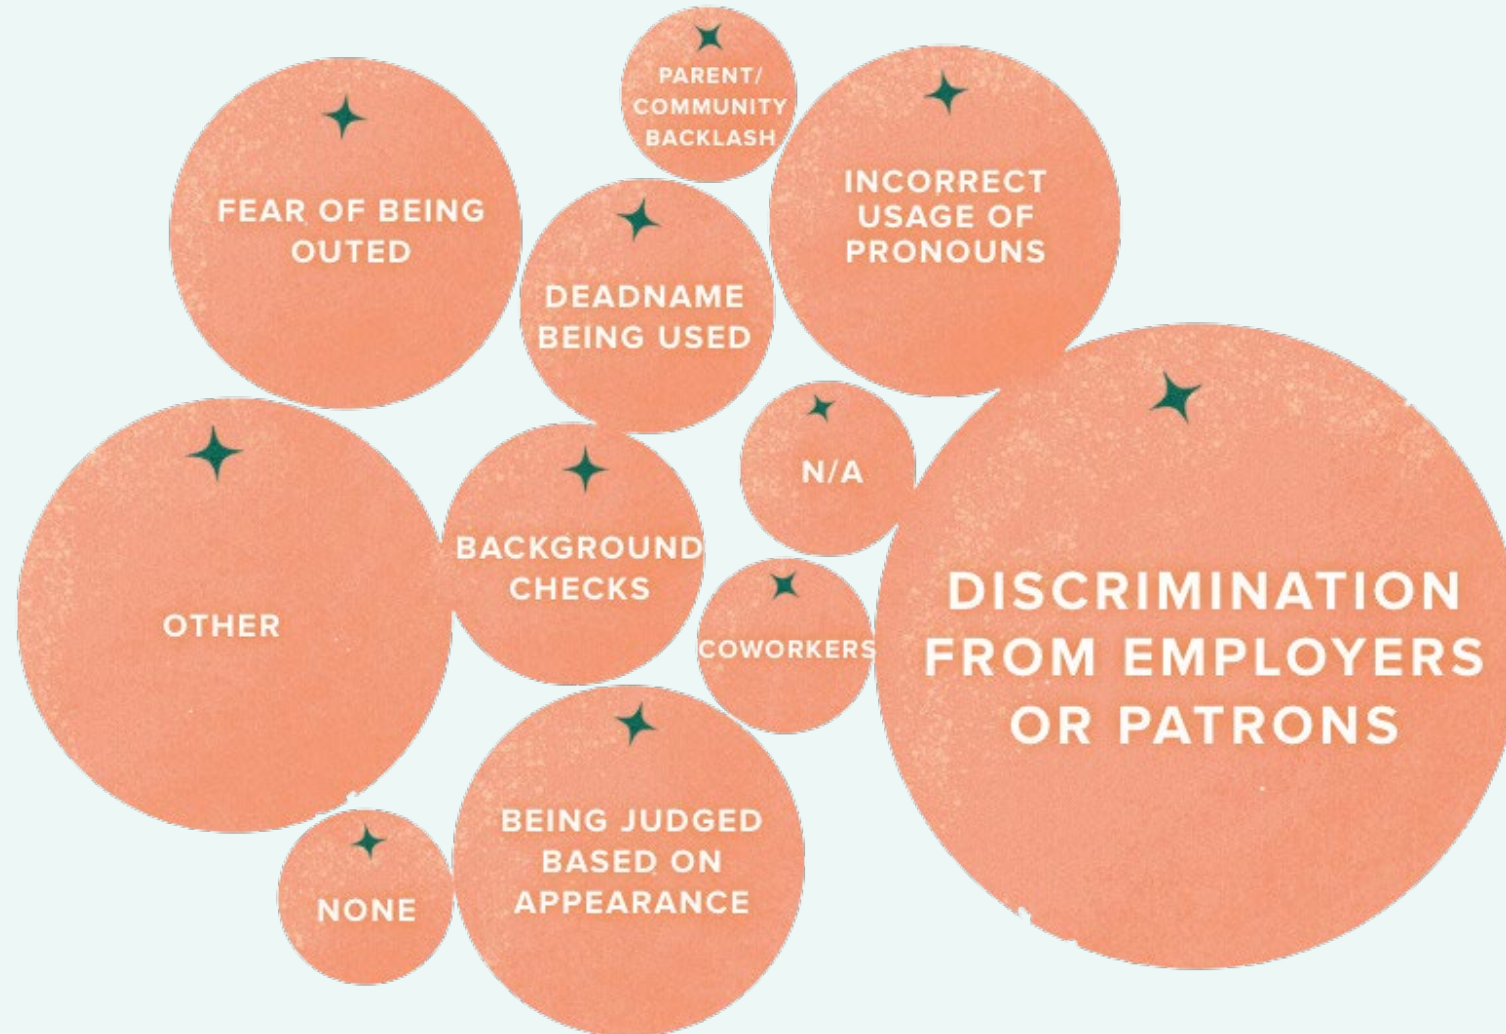 PARENT/
COMMUNITY
BACKLASH
FEAR OF BEING
OUTED
INCORRECT
USAGE OF
PRONOUNS
DEADNAME
BEING USED
N/A
BACKGROUND
CHECKS
OTHER
COWORKERS
DISCRIMINATION
FROM EMPLOYERS
OR PATRONS
BEING JUDGED
BASED ON
APPEARANCE
NONE